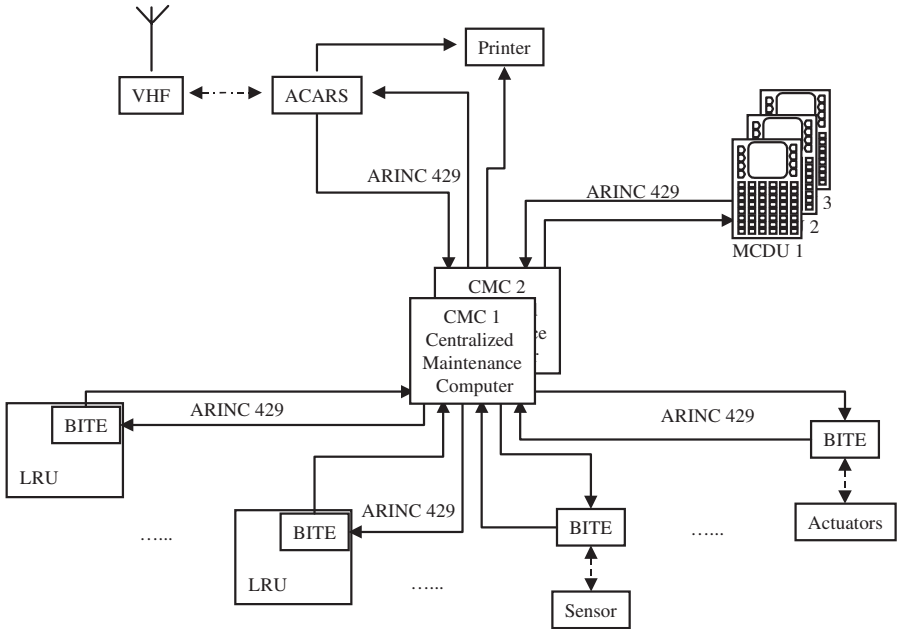 Printer
VHF
ACARS
ARINC 429
ARINC 429
3
2
MCDU 1
CMC 2
CMC 1
Centralized
Maintenance
Computer
ce
ARINC 429
ARINC 429
BITE
BITE
LRU
ARINC 429
BITE
BITE
Actuators
…...
…...
LRU
…...
Sensor